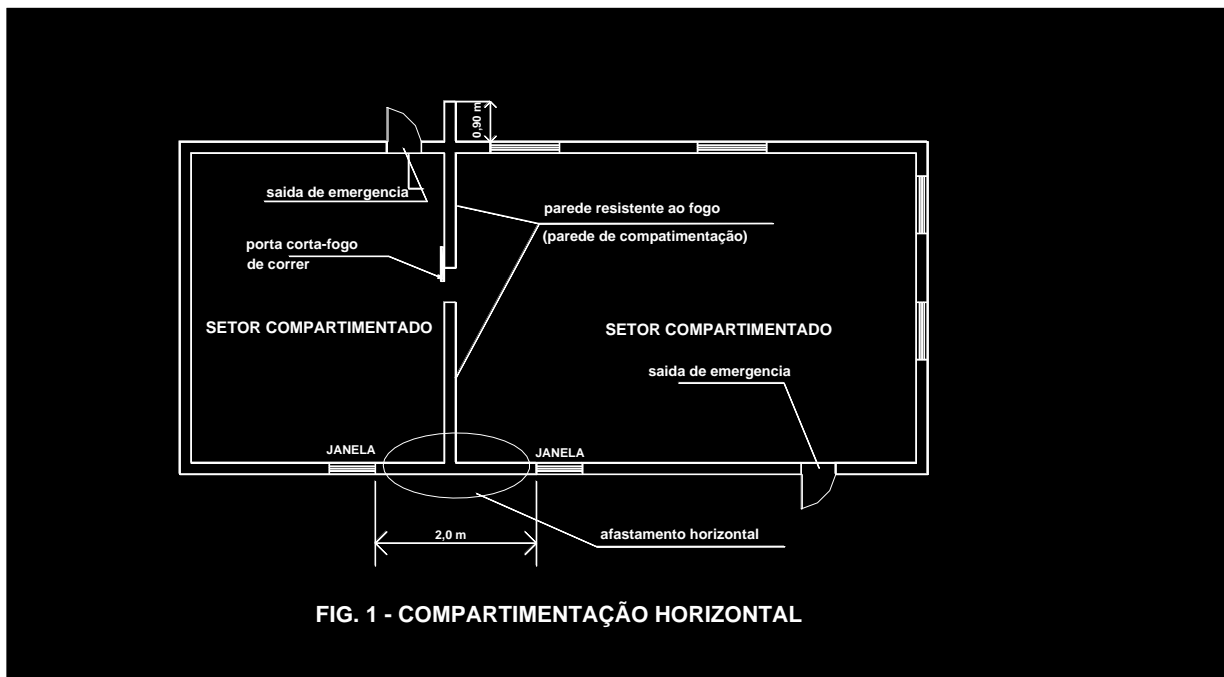 0,90 m
saida de emergencia
parede resistente ao fogo
(parede de compatimentação)
porta corta-fogo
de correr
SETOR COMPARTIMENTADO
SETOR COMPARTIMENTADO
saida de emergencia
JANELA
JANELA
2,0 m
afastamento horizontal
FIG. 1 - COMPARTIMENTAÇÃO HORIZONTAL